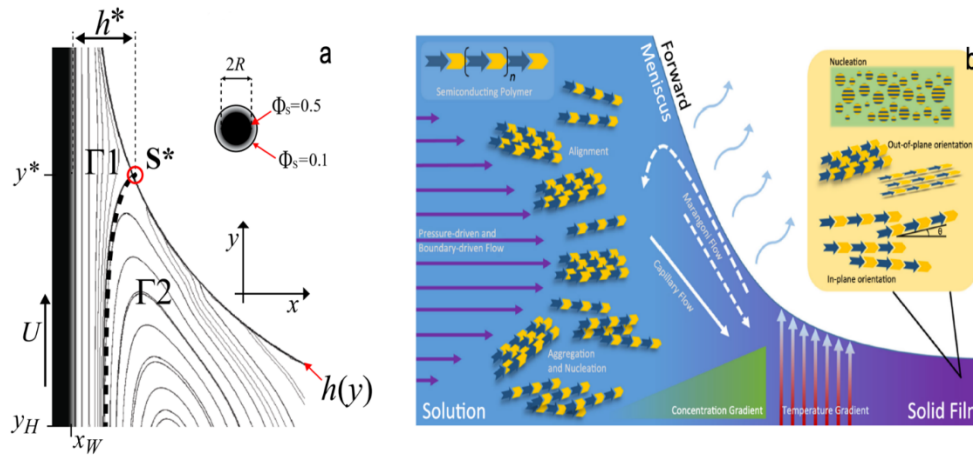 h*
a
2R
Φs=0.5
Φs=0.1
Γ1
S*
y*
y
x
Γ2
U
h(y)
yH
xW
b
n
Semiconducting Polymer
Forward
Meniscus
Alignment
Pressure-driven and
Boundary-driven Flow
Marangoni Flow
Capillary Flow
Aggregation
and Nucleation
Solution
Concentration Gradient
Temperature Gradient
Solid Film
Nucleation
Out-of-plane orientation
θ
In-plane orientation